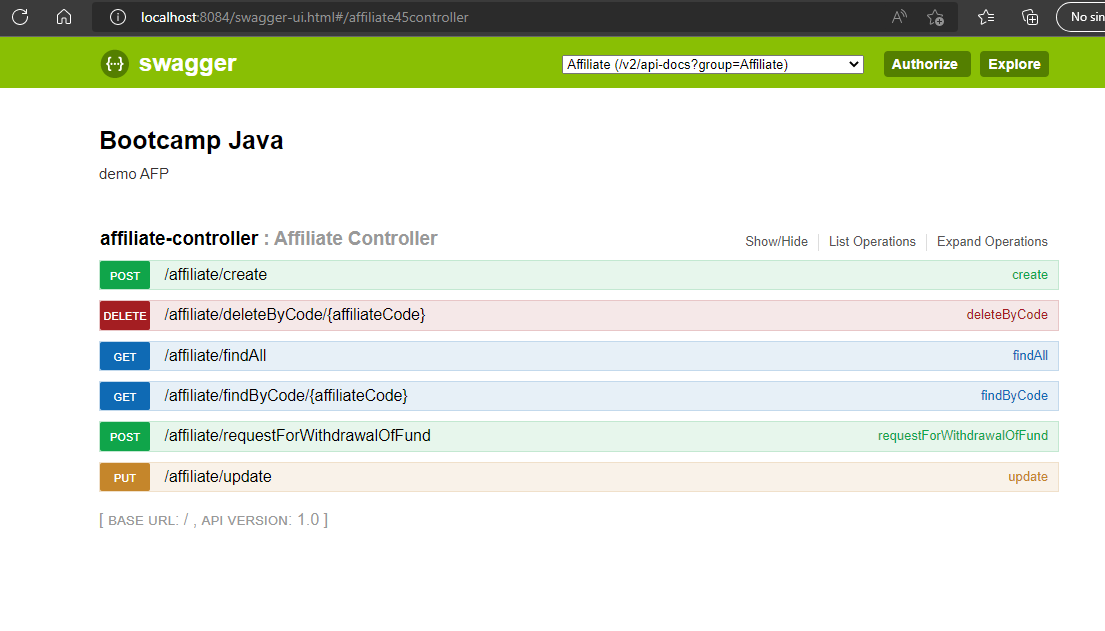 localhost:8084/swagger-ui.html#/affiliate45controller
No sin
{··} swagger
Affiliate (/v2/api-docs?group=Affiliate)
Authorize
Explore
Bootcamp Java
demo AFP
affiliate-controller : Affiliate Controller
Show/Hide
List Operations
Expand Operations
POST /affiliate/create create
DELETE /affiliate/deleteByCode/{affiliateCode} deleteByCode
GET /affiliate/findAll findAll
GET /affiliate/findByCode/{affiliateCode} findByCode
POST /affiliate/requestForWithdrawalOfFund requestForWithdrawalOfFund
PUT /affiliate/update update
[ BASE URL: / , API VERSION: 1.0 ]